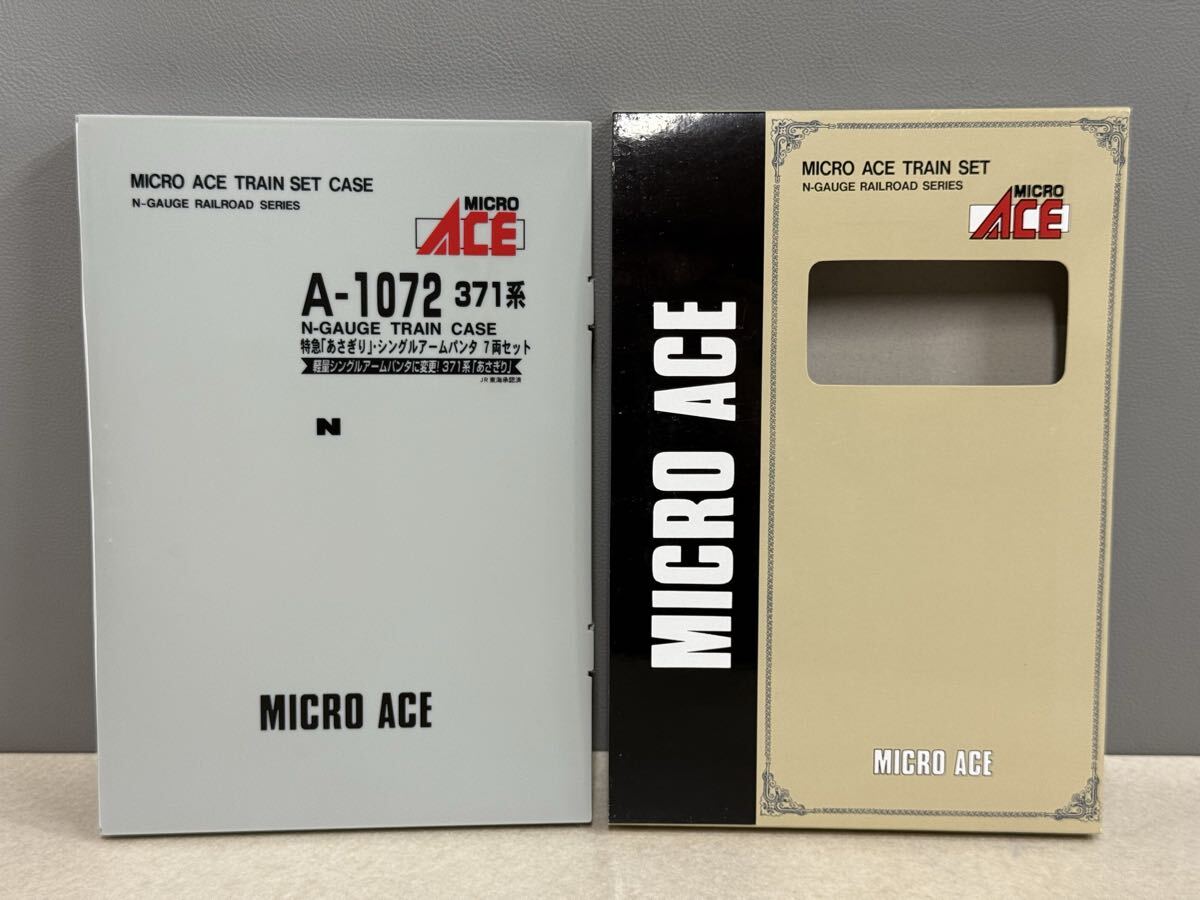 MICRO ACE TRAIN SET CASE
N-GAUGE RAILROAD SERIES
MICRO
ACE
A-1072 371系
N-GAUGE TRAIN CASE
特急「あさぎり」・シングルアームパンタ 7両セット
軽量シングルアームパンタに変更!371系「あさぎり」
JR東海承認済
N
MICRO ACE
MICRO ACE
MICRO ACE TRAIN SET
N-GAUGE RAILROAD SERIES
MICRO
ACE
MICRO ACE